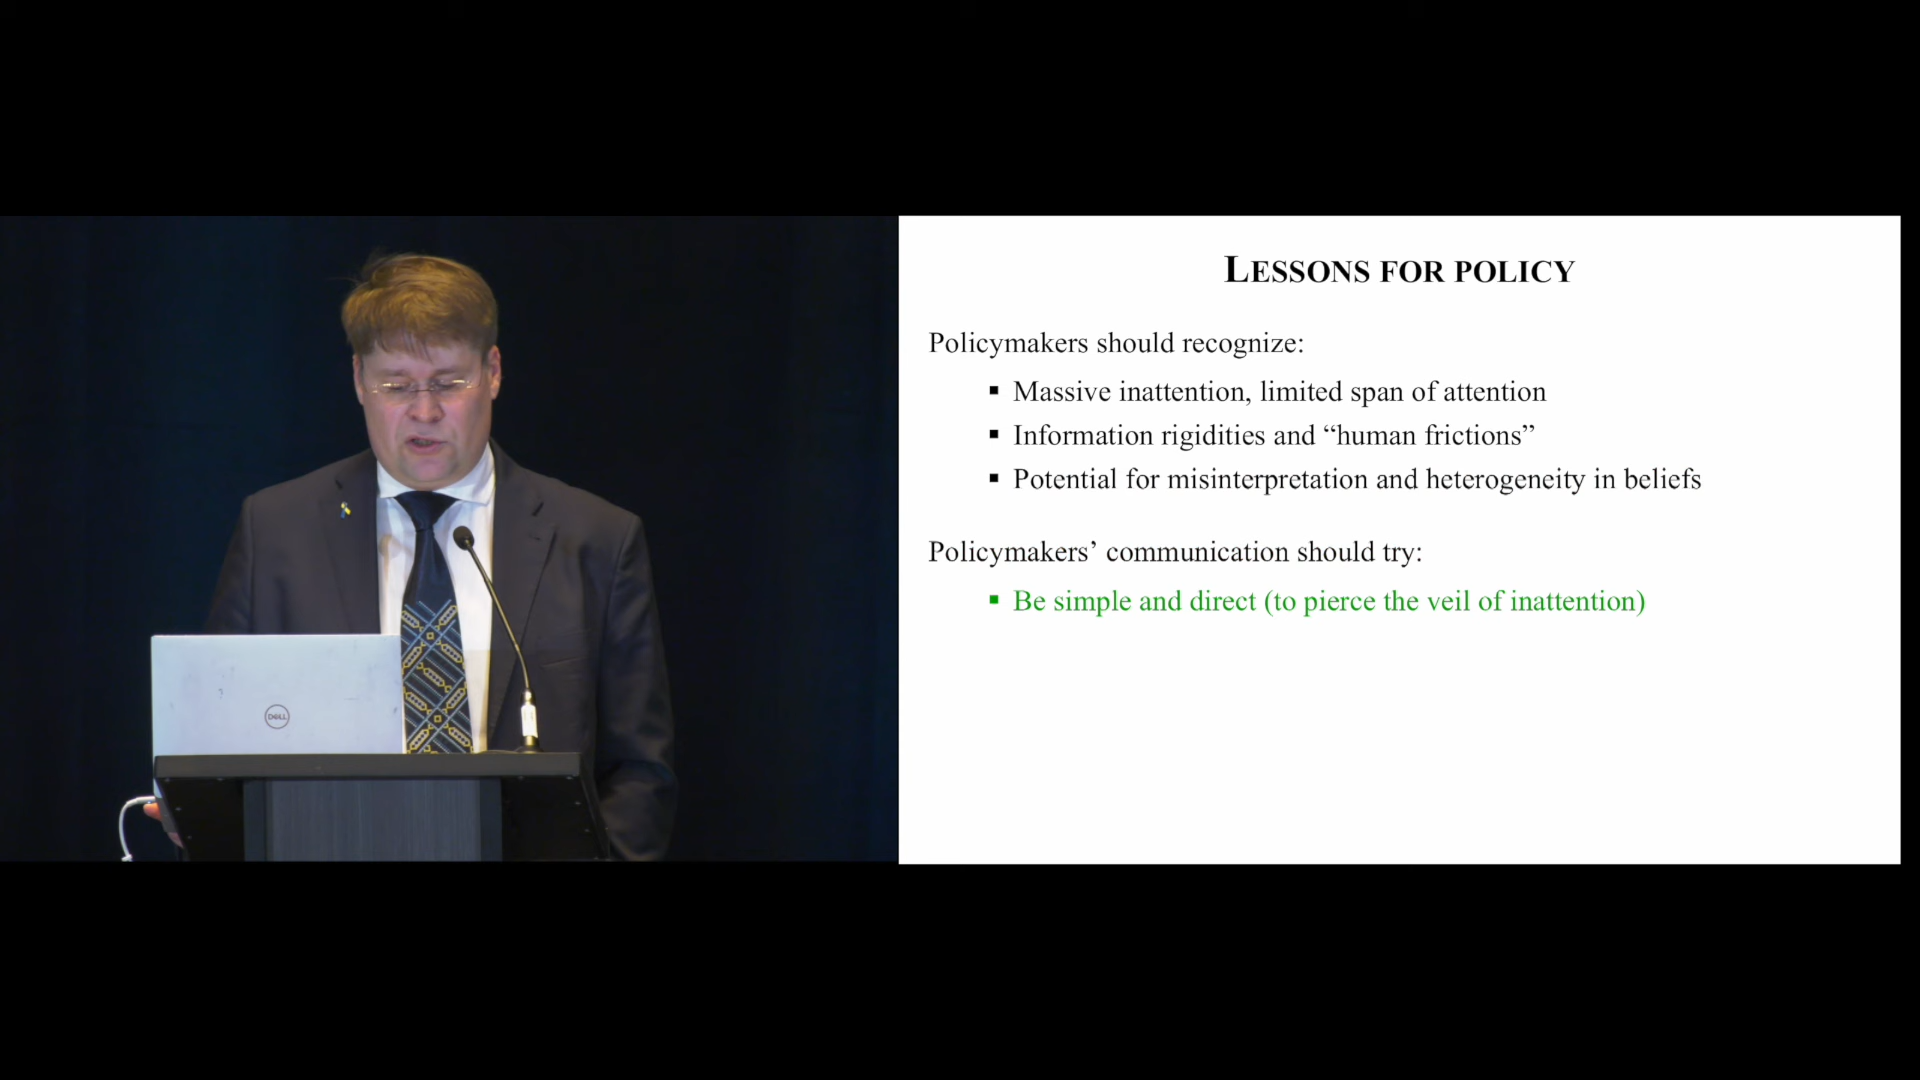 LESSONS FOR POLICY
Policymakers should recognize:
▪ Massive inattention, limited span of attention
▪ Information rigidities and “human frictions”
▪ Potential for misinterpretation and heterogeneity in beliefs
Policymakers’ communication should try:
▪ Be simple and direct (to pierce the veil of inattention)
DELL